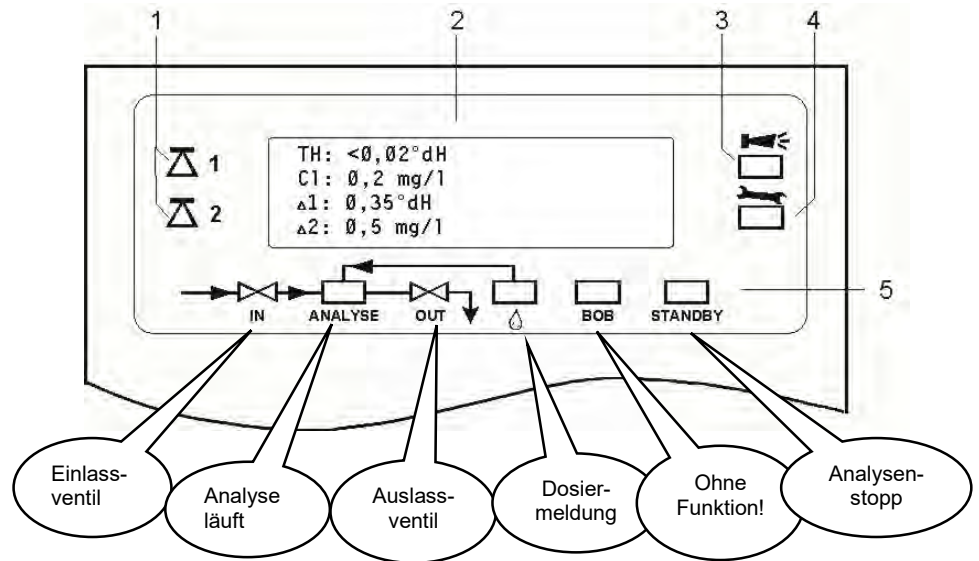 1 2 3 4
TH: <0,02°dH
Cl: 0,2 mg/l
△1: 0,35°dH
△2: 0,5 mg/l
1
2
5
IN ANALYSE OUT BOB STANDBY
Einlass-
ventil
Analyse
läuft
Auslass-
ventil
Dosier-
meldung
Ohne
Funktion!
Analysen-
stopp